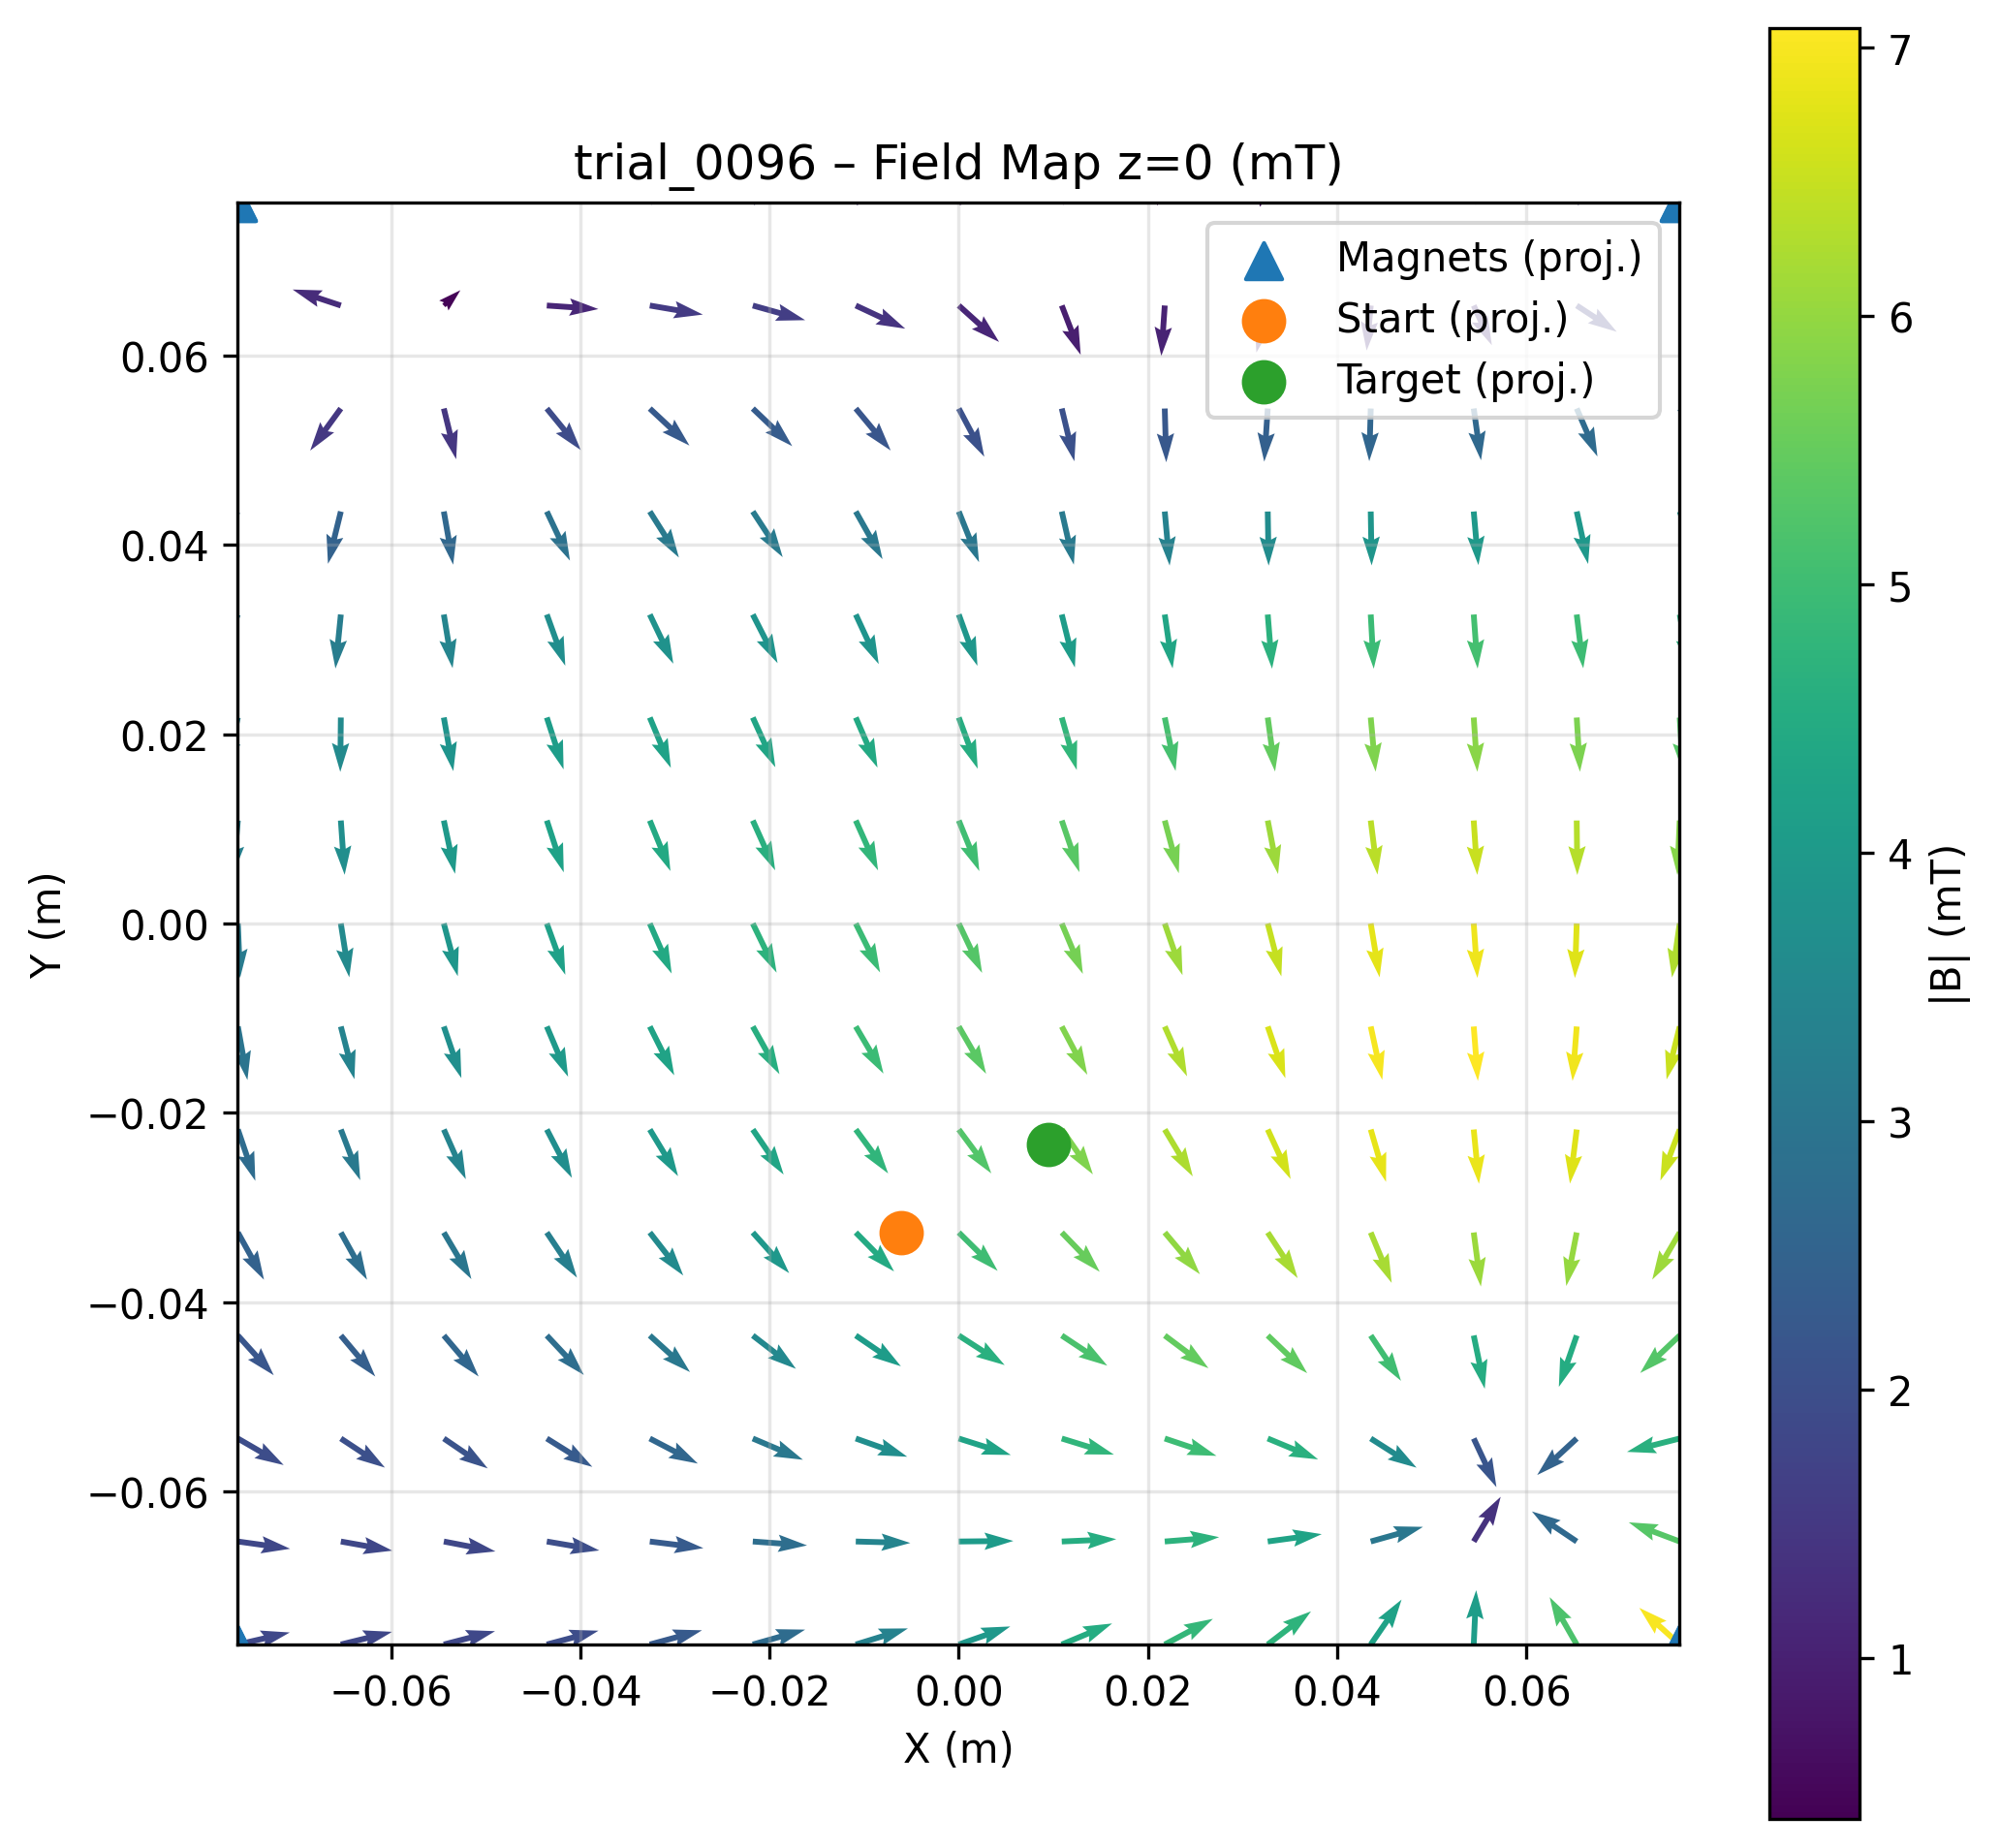 trial_0096 – Field Map z=0 (mT)
Magnets (proj.)
Start (proj.)
Target (proj.)
0.06
0.04
0.02
0.00
−0.02
−0.04
−0.06
Y (m)
−0.06 −0.04 −0.02 0.00 0.02 0.04 0.06
X (m)
7
6
5
4
3
2
1
|B| (mT)